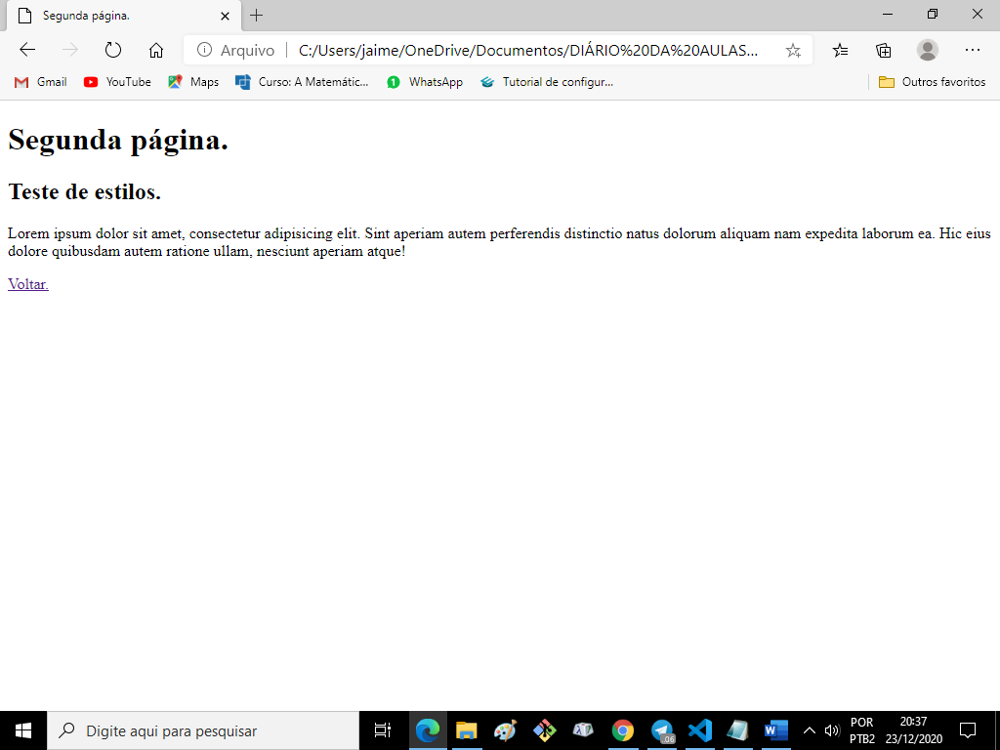 Segunda página.
Arquivo
C:/Users/jaime/OneDrive/Documentos/DIÁRIO%20DA%20AULAS...
Gmail
YouTube
Maps
Curso: A Matemátic...
1
WhatsApp
Tutorial de configur...
Outros favoritos
Segunda página.
Teste de estilos.
Lorem ipsum dolor sit amet, consectetur adipisicing elit. Sint aperiam autem perferendis distinctio natus dolorum aliquam nam expedita laborum ea. Hic eius
dolore quibusdam autem ratione ullam, nesciunt aperiam atque!
Voltar.
Digite aqui para pesquisar
.06
POR
PTB2
20:37
23/12/2020